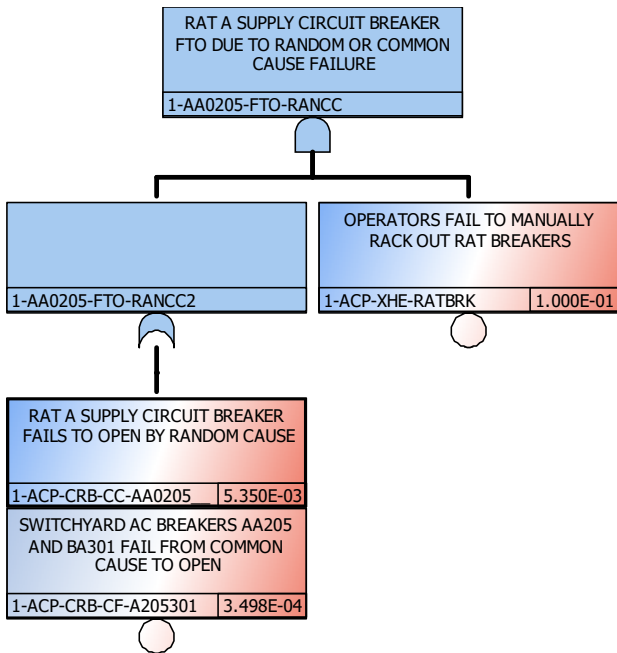 RAT A SUPPLY CIRCUIT BREAKER
FTO DUE TO RANDOM OR COMMON
CAUSE FAILURE
1-AA0205-FTO-RANCC
1-AA0205-FTO-RANCC2
OPERATORS FAIL TO MANUALLY
RACK OUT RAT BREAKERS
1-ACP-XHE-RATBRK 1.000E-01
RAT A SUPPLY CIRCUIT BREAKER
FAILS TO OPEN BY RANDOM CAUSE
1-ACP-CRB-CC-AA0205__ 5.350E-03
SWITCHYARD AC BREAKERS AA205
AND BA301 FAIL FROM COMMON
CAUSE TO OPEN
1-ACP-CRB-CF-A205301 3.498E-04